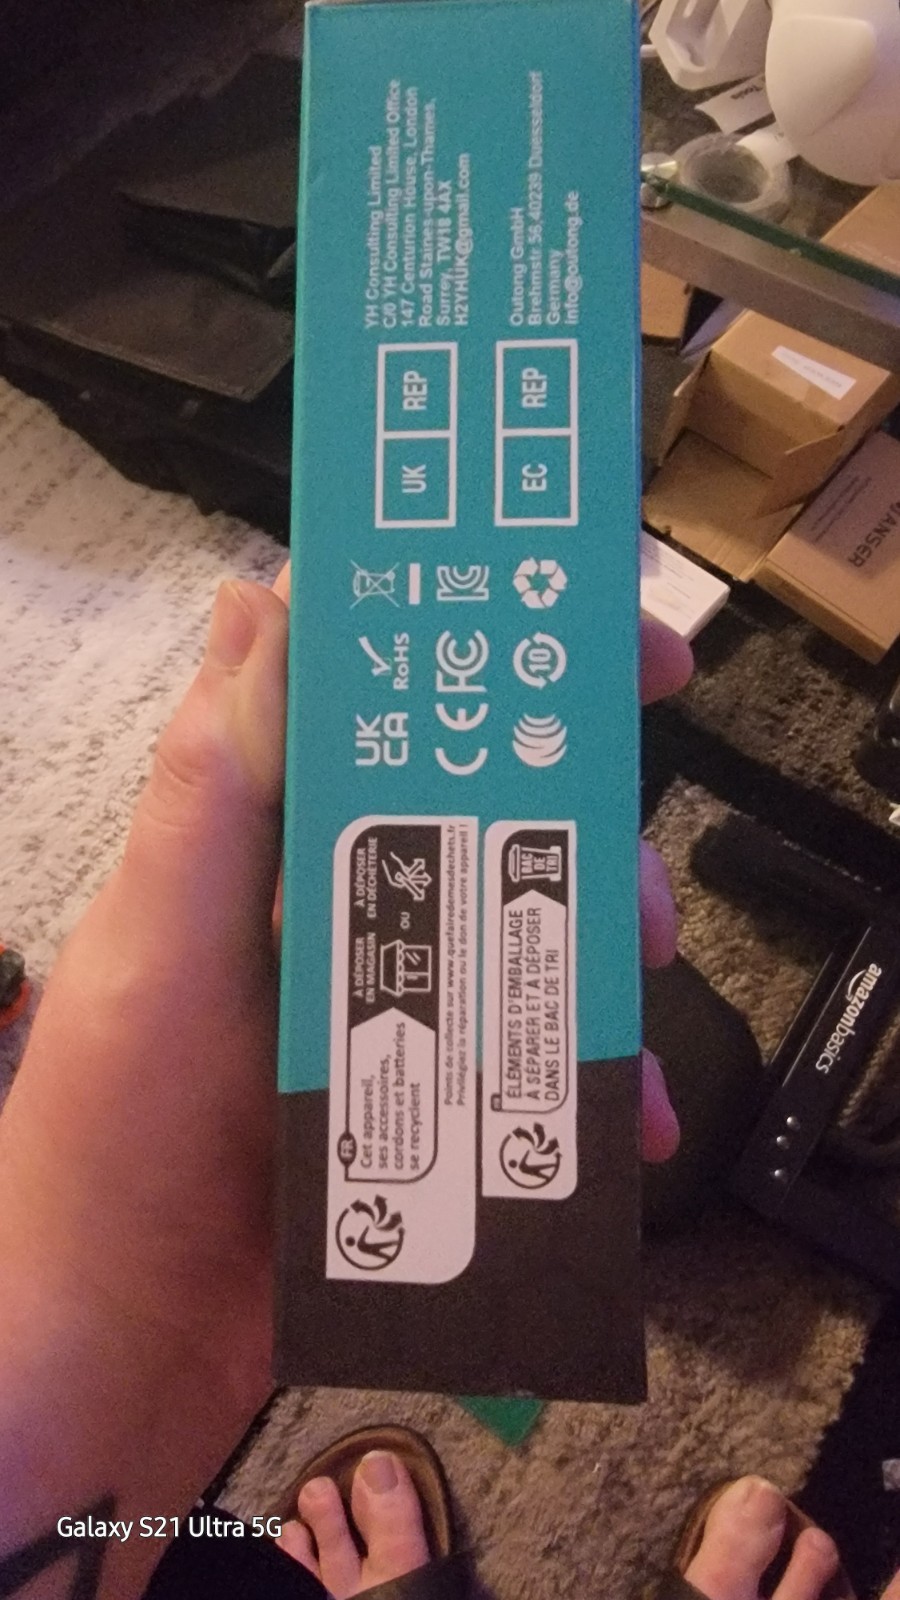 YH Consulting Limited
C/O YH Consulting Limited Office
147 Centurion House, London
Road Staines-upon-Thames,
Surrey, TW18 4AX
H2YHUK@gmail.com
UK REP
Outong GmbH
Brehmstr.56,40239 Duesseldorf
Germany
info@outong.de
EC REP
UK
CA
RoHS
CE FC
10
FR
Cet appareil,
ses accessoires,
cordons et batteries
se recyclent
À DÉPOSER
EN MAGASIN
OU
À DÉPOSER
EN DÉCHÈTERIE
Points de collecte sur www.quefairedemesdechets.fr
Privilégiez la réparation ou le don de votre appareil !
FR
ÉLÉMENTS D'EMBALLAGE
À SÉPARER ET À DÉPOSER
DANS LE BAC DE TRI
BAC
DE
TRI
amazonbasics
Galaxy S21 Ultra 5G